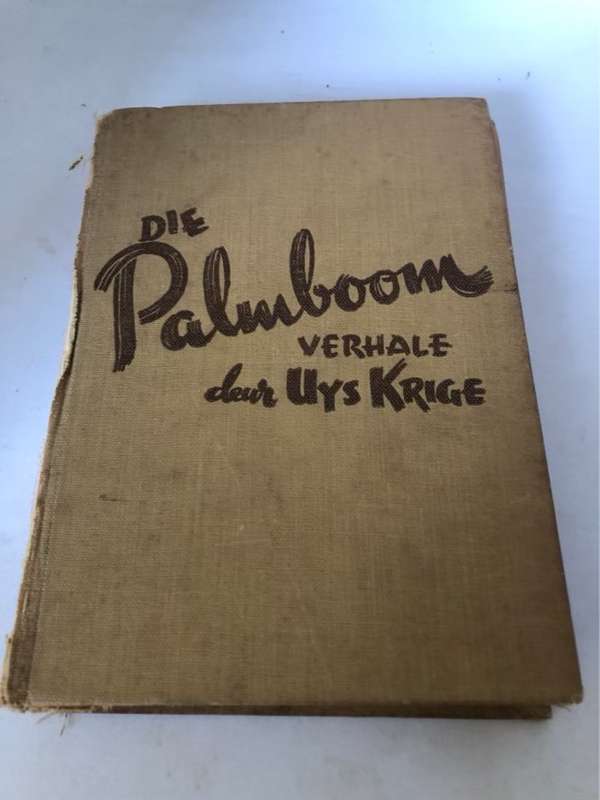 DIE
Palmboom
VERHALE
deur UYS KRIGE